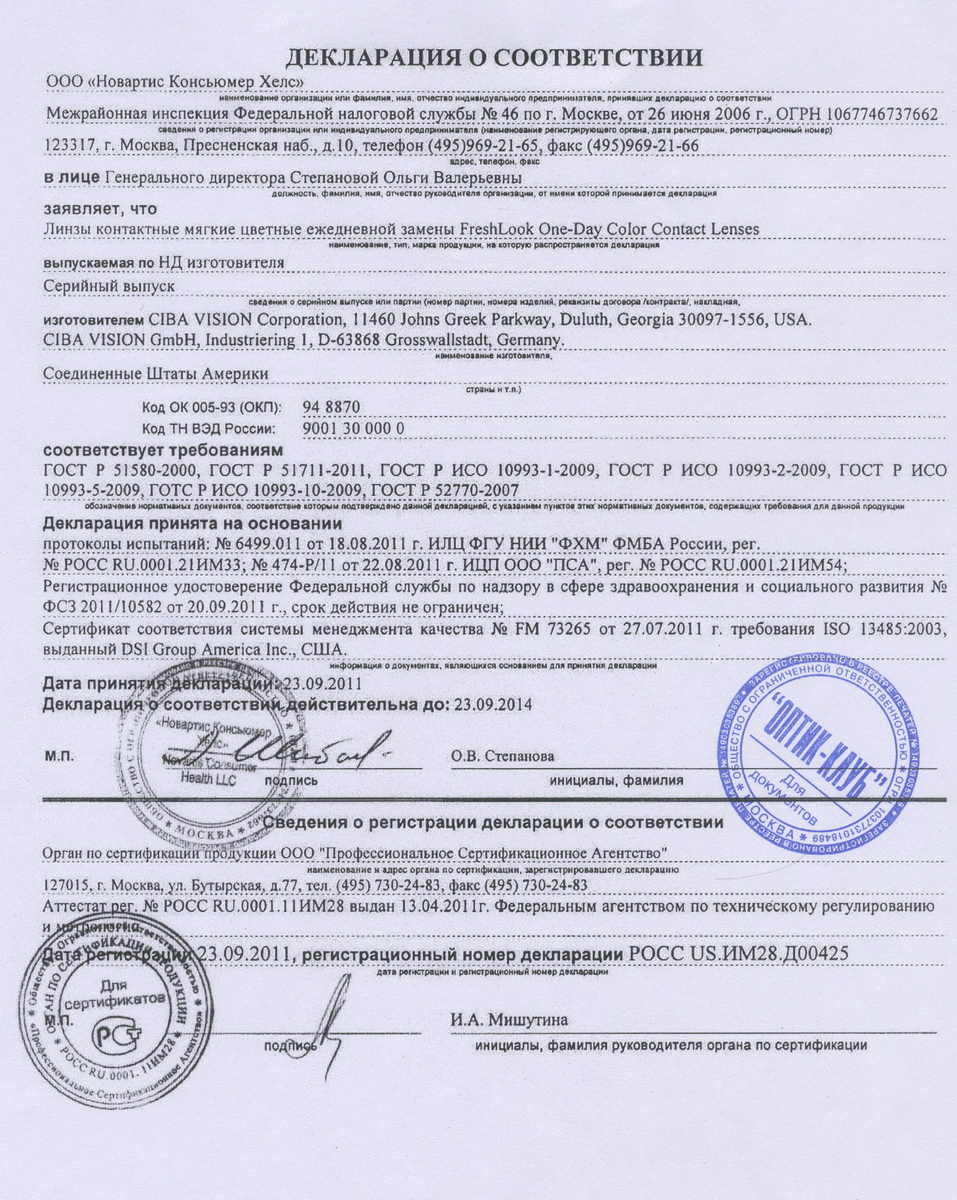 ДЕКЛАРАЦИЯ О СООТВЕТСТВИИ
ООО «Новартис Консьюмер Хелс»
наименование организации или фамилия, имя, отчество индивидуального предпринимателя, принявших декларацию о соответствии
Межрайонная инспекция Федеральной налоговой службы № 46 по г. Москве, от 26 июня 2006 г., ОГРН 1067746737662
сведения о регистрации организации или индивидуального предпринимателя (наименование регистрирующего органа, дата регистрации, регистрационный номер)
123317, г. Москва, Пресненская наб., д.10, телефон (495)969-21-65, факс (495)969-21-66
адрес, телефон, факс
в лице Генерального директора Степановой Ольги Валерьевны
должность, фамилия, имя, отчество руководителя организации, от имени которой принимается декларация
заявляет, что
Линзы контактные мягкие цветные ежедневной замены FreshLook One-Day Color Contact Lenses
наименование, тип, марка продукции, на которую распространяется декларация
выпускаемая по НД изготовителя
Серийный выпуск
сведения о серийном выпуске или партии (номер партии, номера изделий, реквизиты договора /контракта/, накладная,
изготовителем CIBA VISION Corporation, 11460 Johns Greek Parkway, Duluth, Georgia 30097-1556, USA.
CIBA VISION GmbH, Industriering 1, D-63868 Grosswallstadt, Germany.
наименование изготовителя,
Соединенные Штаты Америки
страны и т.п.)
Код ОК 005-93 (ОКП): 94 8870
Код ТН ВЭД России: 9001 30 000 0
соответствует требованиям
ГОСТ Р 51580-2000, ГОСТ Р 51711-2011, ГОСТ Р ИСО 10993-1-2009, ГОСТ Р ИСО 10993-2-2009, ГОСТ Р ИСО
10993-5-2009, ГОТС Р ИСО 10993-10-2009, ГОСТ Р 52770-2007
обозначение нормативных документов, соответствие которым подтверждено данной декларацией, с указанием пунктов этих нормативных документов, содержащих требования для данной продукции
Декларация принята на основании
протоколы испытаний: № 6499.011 от 18.08.2011 г. ИЛЦ ФГУ НИИ "ФХМ" ФМБА России, рег.
№ РОСС RU.0001.21ИМ33; № 474-Р/11 от 22.08.2011 г. ИЦП ООО "ПСА", рег. № РОСС RU.0001.21ИМ54;
Регистрационное удостоверение Федеральной службы по надзору в сфере здравоохранения и социального развития №
ФСЗ 2011/10582 от 20.09.2011 г., срок действия не ограничен;
Сертификат соответствия системы менеджмента качества № FM 73265 от 27.07.2011 г. требования ISO 13485:2003,
выданный DSI Group America Inc., США.
информация о документах, являющихся основанием для принятия декларации
Дата принятия декларации: 23.09.2011
Декларация о соответствии действительна до: 23.09.2014
«Новартис Консьюмер
Хелс»
Novartis Consumer
Health LLC
МОСКВА
"ОПТИК-КЛУБ"
Для
документов
ОБЩЕСТВО С ОГРАНИЧЕННОЙ ОТВЕТСТВЕННОСТЬЮ
МОСКВА
М.П.
О.В. Степанова
подпись
инициалы, фамилия
Сведения о регистрации декларации о соответствии
Орган по сертификации продукции ООО "Профессиональное Сертификационное Агентство"
наименование и адрес органа по сертификации, зарегистрировавшего декларацию
127015, г. Москва, ул. Бутырская, д.77, тел. (495) 730-24-83, факс (495) 730-24-83
Аттестат рег. № РОСС RU.0001.11ИМ28 выдан 13.04.2011г. Федеральным агентством по техническому регулированию
и метрологии
Дата регистрации 23.09.2011, регистрационный номер декларации РОСС US.ИМ28.Д00425
дата регистрации и регистрационный номер декларации
Общество с Ограниченной Ответственностью
«Профессиональное Сертификационное Агентство»
ОРГАН ПО СЕРТИФИКАЦИИ ПРОДУКЦИИ
РОСС RU.0001.11ИМ28
Для
сертификатов
М.П.
И.А. Мишутина
подпись
инициалы, фамилия руководителя органа по сертификации